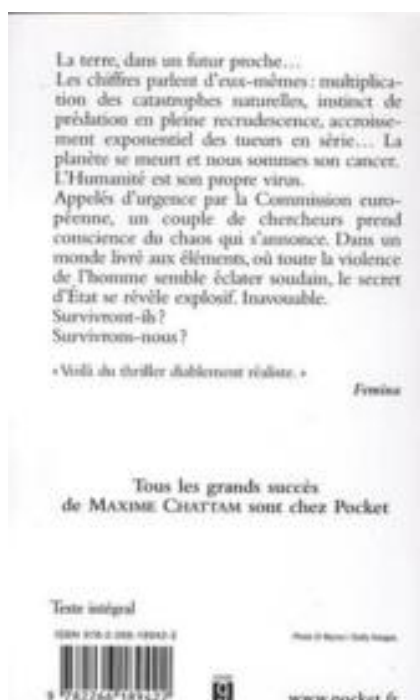 La terre, dans un futur proche…
Les chiffres parlent d'eux-mêmes : multiplica-
tion des catastrophes naturelles, instinct de
prédation en pleine recrudescence, accroisse-
ment exponentiel des tueurs en série… La
planète se meurt et nous sommes son cancer.
L'Humanité est son propre virus.
Appelés d'urgence par la Commission euro-
péenne, un couple de chercheurs prend
conscience du chaos qui s'annonce. Dans un
monde livré aux éléments, où toute la violence
de l'homme semble éclater soudain, le secret
d'État se révèle explosif. Inavouable.
Survivront-ils ?
Survivrons-nous ?
« Voilà du thriller diablement réaliste. »
Femina
Tous les grands succès
de MAXIME CHATTAM sont chez Pocket
Texte intégral
ISBN
www.pocket.fr